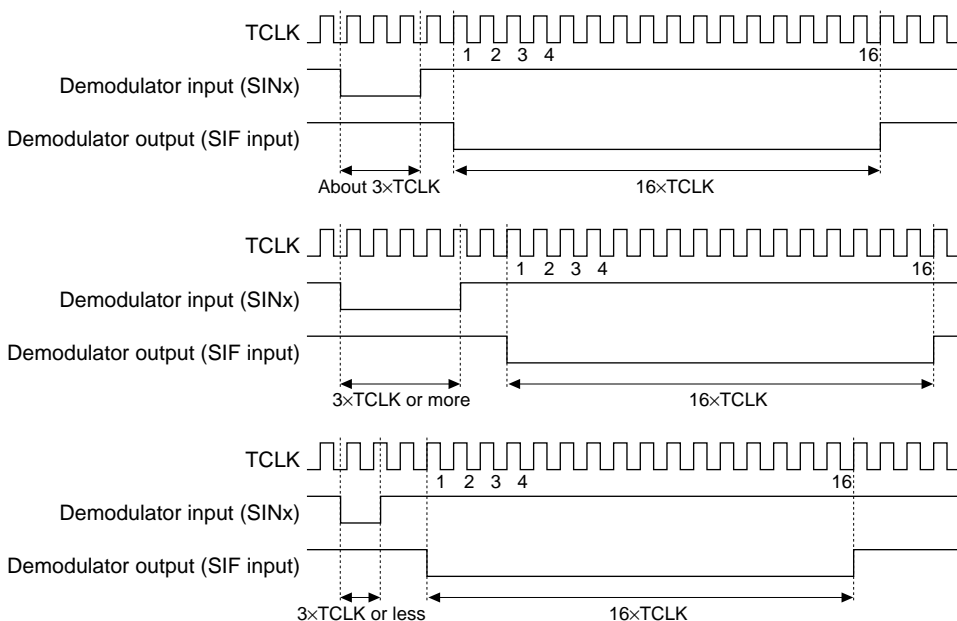 TCLK
1 2 3 4 16
Demodulator input (SINx)
Demodulator output (SIF input)
About 3×TCLK 16×TCLK
TCLK
1 2 3 4 16
Demodulator input (SINx)
Demodulator output (SIF input)
3×TCLK or more 16×TCLK
TCLK
1 2 3 4 16
Demodulator input (SINx)
Demodulator output (SIF input)
3×TCLK or less 16×TCLK